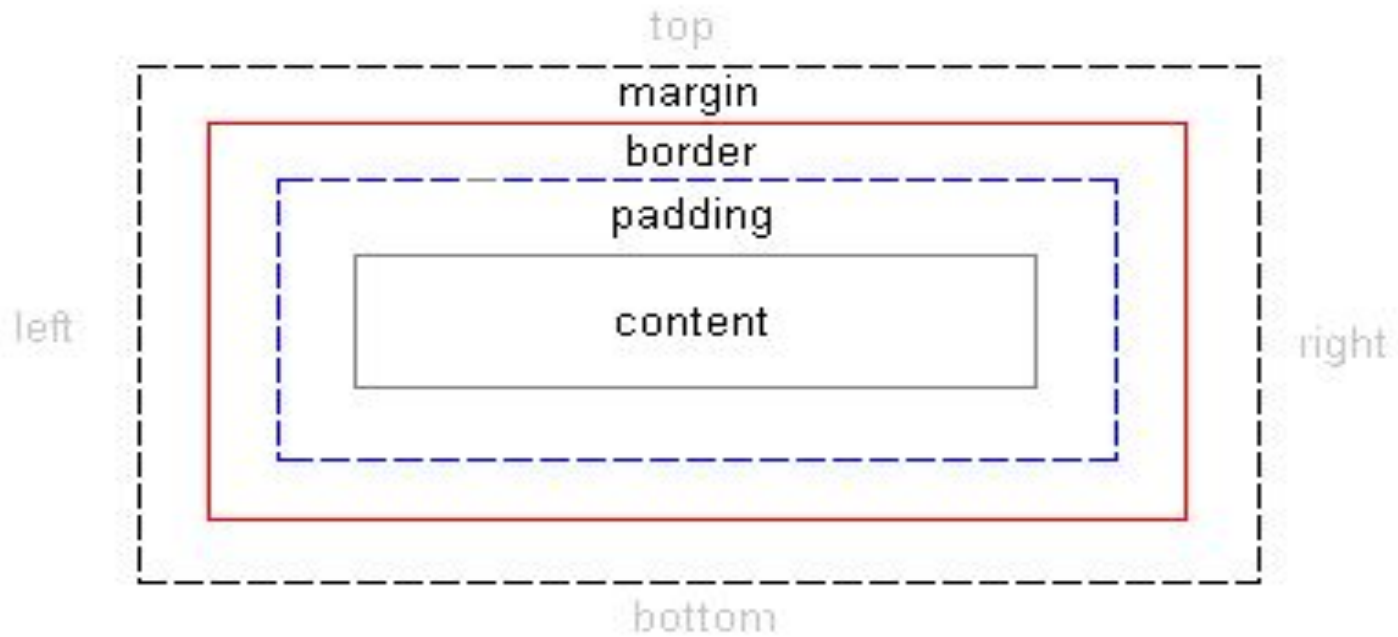 top
margin
border
padding
content
left
right
bottom